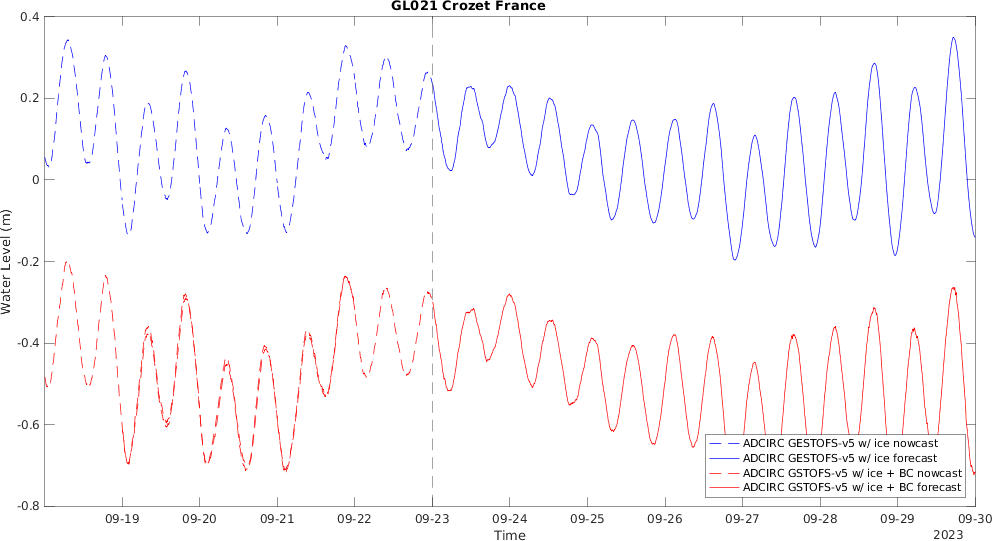 GL021 Crozet France
0.4
0.2
0
-0.2
-0.4
-0.6
-0.8
Water Level (m)
ADCIRC GESTOFS-v5 w/ ice nowcast
ADCIRC GESTOFS-v5 w/ ice forecast
ADCIRC GSTOFS-v5 w/ ice + BC nowcast
ADCIRC GSTOFS-v5 w/ ice + BC forecast
09-19 09-20 09-21 09-22 09-23 09-24 09-25 09-26 09-27 09-28 09-29 09-30
Time
2023